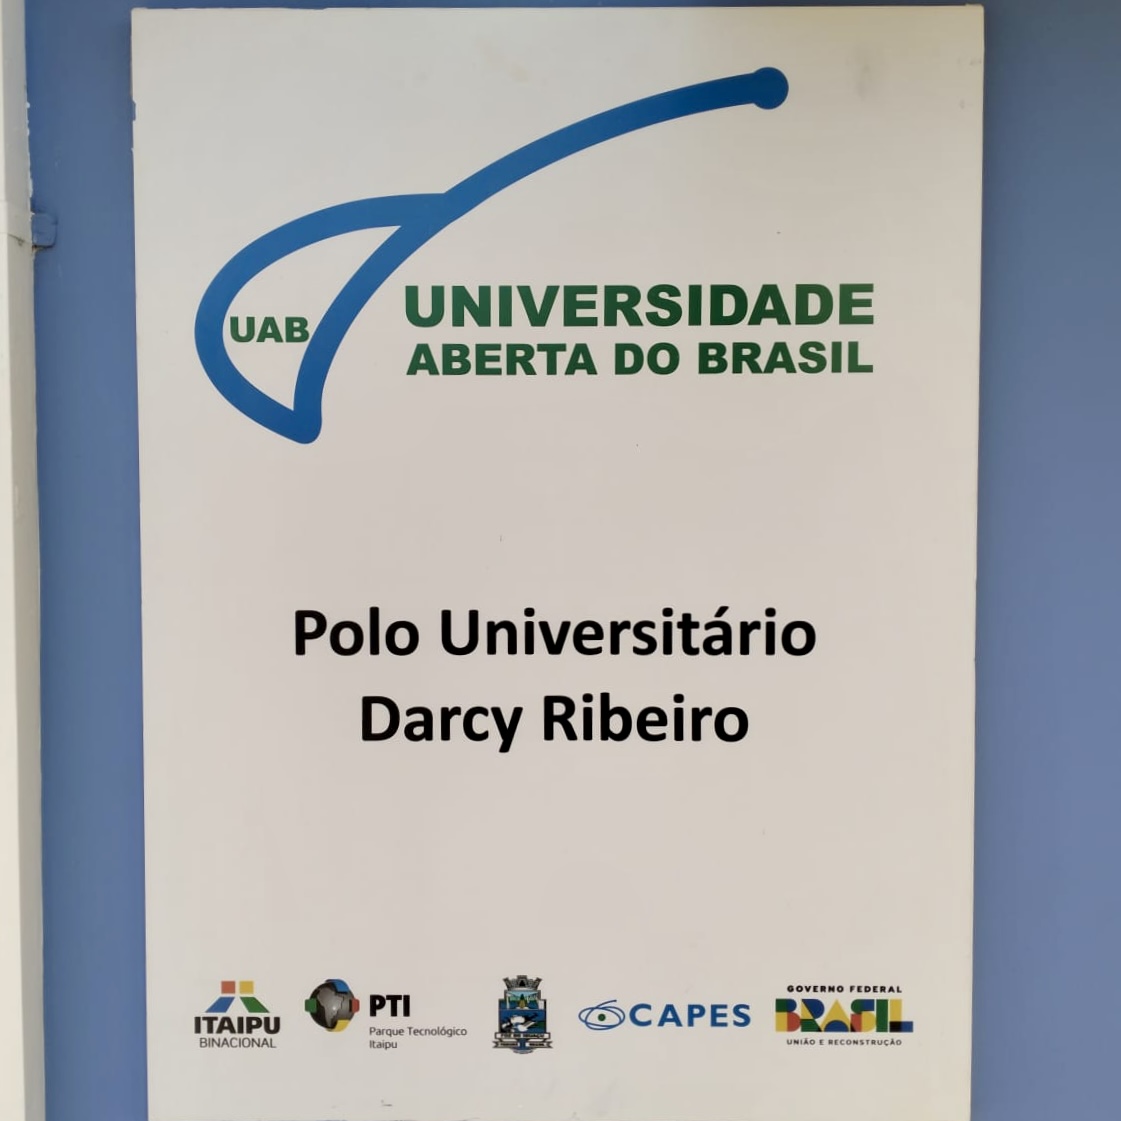 UAB
UNIVERSIDADE
ABERTA DO BRASIL
Polo Universitário
Darcy Ribeiro
ITAIPU
BINACIONAL
PTI
Parque Tecnológico
Itaipu
CAPES
GOVERNO FEDERAL
BRASIL
UNIÃO E RECONSTRUÇÃO